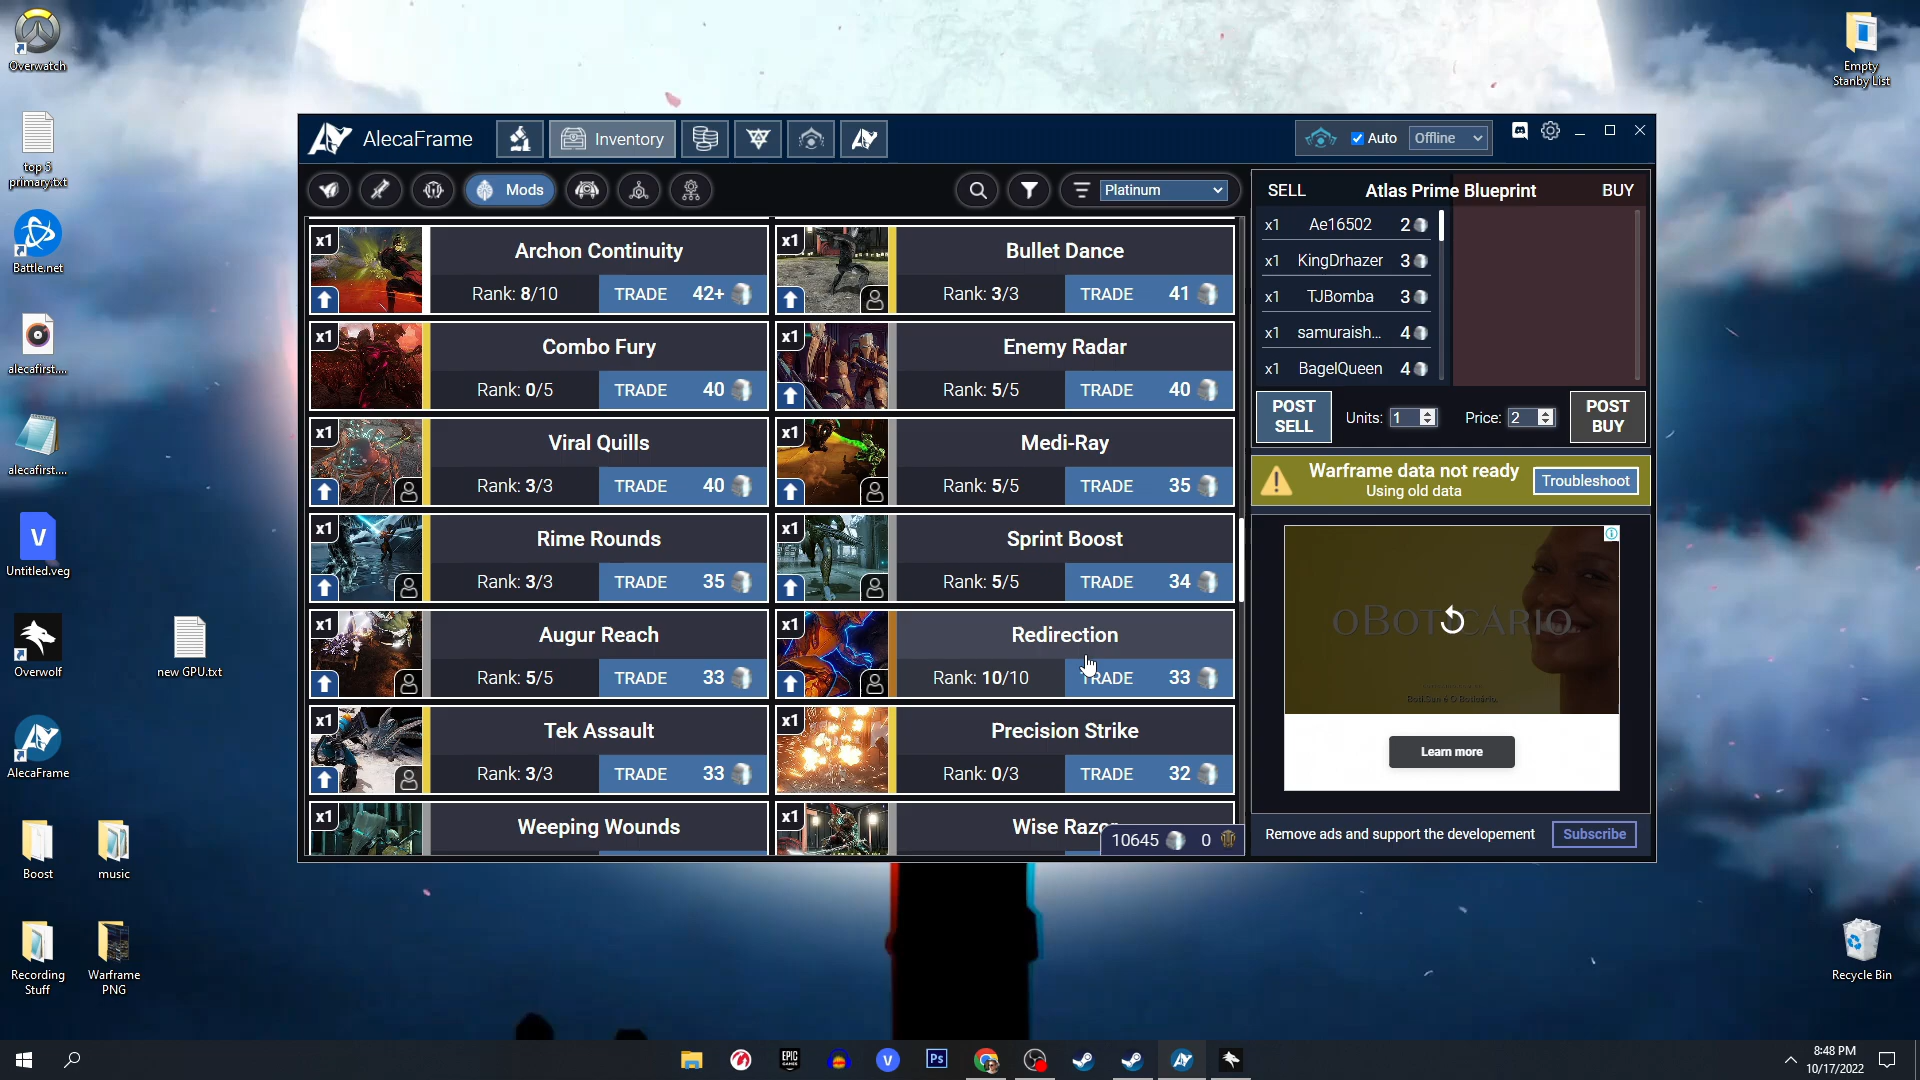 Overwatch
top 5
primary.txt
Battle.net
alecafirst....
alecafirst....
V
Untitled.veg
Overwolf
new GPU.txt
AlecaFrame
Boost
music
Recording
Stuff
Warframe
PNG
Empty
Stanby List
Recycle Bin
AlecaFrame
Inventory
Auto
Offline
Mods
Platinum
x1
Archon Continuity
Rank: 8/10
TRADE 42+
x1
Bullet Dance
Rank: 3/3
TRADE 41
x1
Combo Fury
Rank: 0/5
TRADE 40
x1
Enemy Radar
Rank: 5/5
TRADE 40
x1
Viral Quills
Rank: 3/3
TRADE 40
x1
Medi-Ray
Rank: 5/5
TRADE 35
x1
Rime Rounds
Rank: 3/3
TRADE 35
x1
Sprint Boost
Rank: 5/5
TRADE 34
x1
Augur Reach
Rank: 5/5
TRADE 33
x1
Redirection
Rank: 10/10
TRADE 33
x1
Tek Assault
Rank: 3/3
TRADE 33
x1
Precision Strike
Rank: 0/3
TRADE 32
x1
Weeping Wounds
x1
Wise Razor
10645 0
SELL Atlas Prime Blueprint BUY
x1 Ae16502 2
x1 KingDrhazer 3
x1 TJBomba 3
x1 samuraish... 4
x1 BagelQueen 4
POST
SELL
Units: 1
Price: 2
POST
BUY
Warframe data not ready
Using old data
Troubleshoot
OBOTICÁRIO
Learn more
Remove ads and support the developement
Subscribe
EPIC
GAMES
V
Ps
8:48 PM
10/17/2022